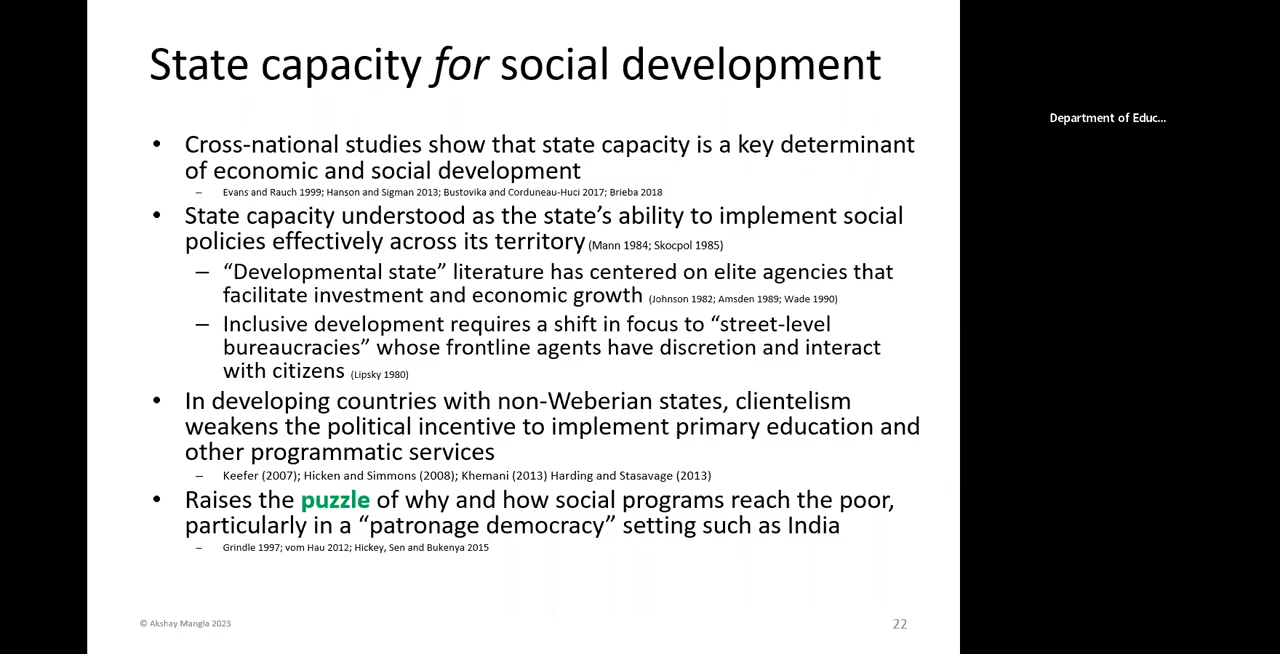 State capacity for social development
• Cross-national studies show that state capacity is a key determinant
of economic and social development
– Evans and Rauch 1999; Hanson and Sigman 2013; Bustovika and Corduneau-Huci 2017; Brieba 2018
• State capacity understood as the state’s ability to implement social
policies effectively across its territory (Mann 1984; Skocpol 1985)
– “Developmental state” literature has centered on elite agencies that
facilitate investment and economic growth (Johnson 1982; Amsden 1989; Wade 1990)
– Inclusive development requires a shift in focus to “street-level
bureaucracies” whose frontline agents have discretion and interact
with citizens (Lipsky 1980)
• In developing countries with non-Weberian states, clientelism
weakens the political incentive to implement primary education and
other programmatic services
– Keefer (2007); Hicken and Simmons (2008); Khemani (2013) Harding and Stasavage (2013)
• Raises the puzzle of why and how social programs reach the poor,
particularly in a “patronage democracy” setting such as India
– Grindle 1997; vom Hau 2012; Hickey, Sen and Bukenya 2015
© Akshay Mangla 2023
22
Department of Educ...